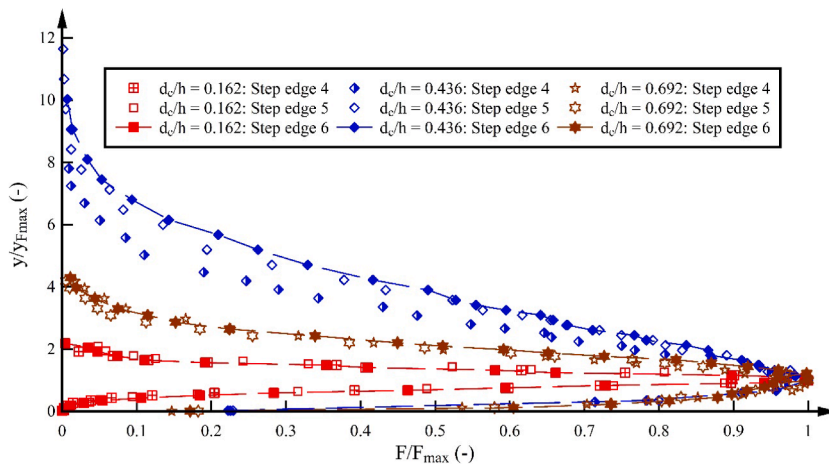 12
10
8
6
4
2
0
y/y_Fmax (-)
d_c/h = 0.162: Step edge 4
d_c/h = 0.436: Step edge 4
d_c/h = 0.692: Step edge 4
d_c/h = 0.162: Step edge 5
d_c/h = 0.436: Step edge 5
d_c/h = 0.692: Step edge 5
d_c/h = 0.162: Step edge 6
d_c/h = 0.436: Step edge 6
d_c/h = 0.692: Step edge 6
0 0.1 0.2 0.3 0.4 0.5 0.6 0.7 0.8 0.9 1
F/F_max (-)